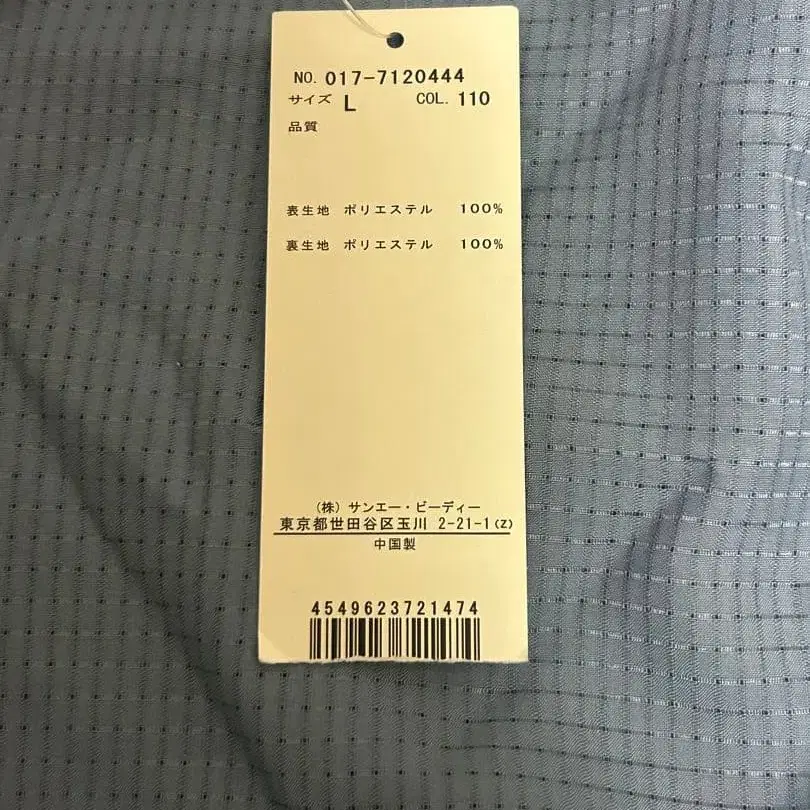 NO. 017-7120444
サイズ L COL. 110
品質
表生地 ポリエステル 100%
裏生地 ポリエステル 100%
(株) サンエー・ビーディー
東京都世田谷区玉川 2-21-1(Z)
中国製
4549623721474